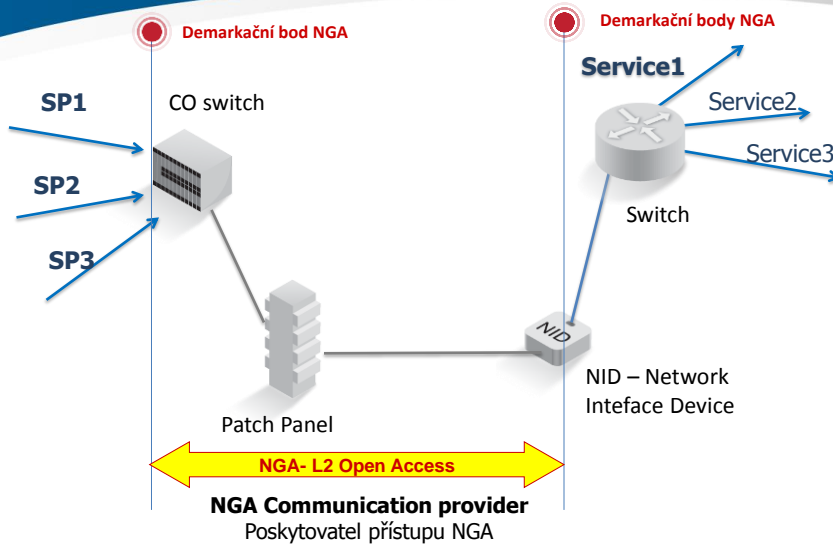 Demarkační bod NGA
Demarkační body NGA
SP1
CO switch
Service1
Service2
SP2
Service3
SP3
Switch
NID
NID – Network
Inteface Device
Patch Panel
NGA- L2 Open Access
NGA Communication provider
Poskytovatel přístupu NGA